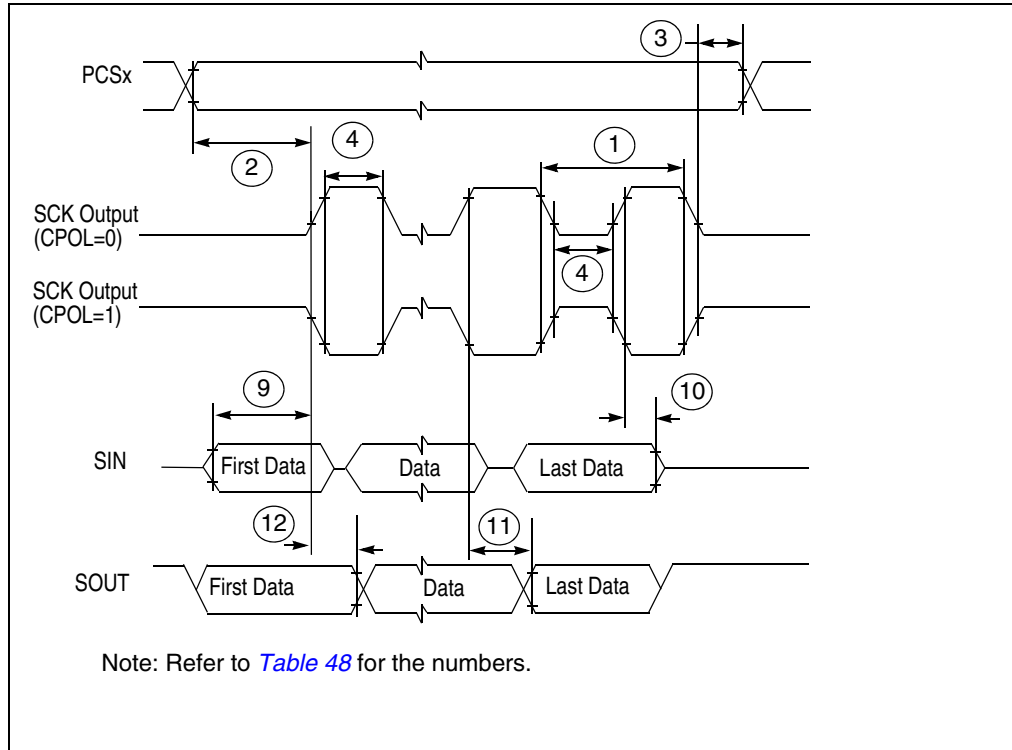 3
PCSx
2
4
1
SCK Output
(CPOL=0)
4
SCK Output
(CPOL=1)
9
10
SIN
First Data
Data
Last Data
12
11
SOUT
First Data
Data
Last Data
Note: Refer to Table 48 for the numbers.